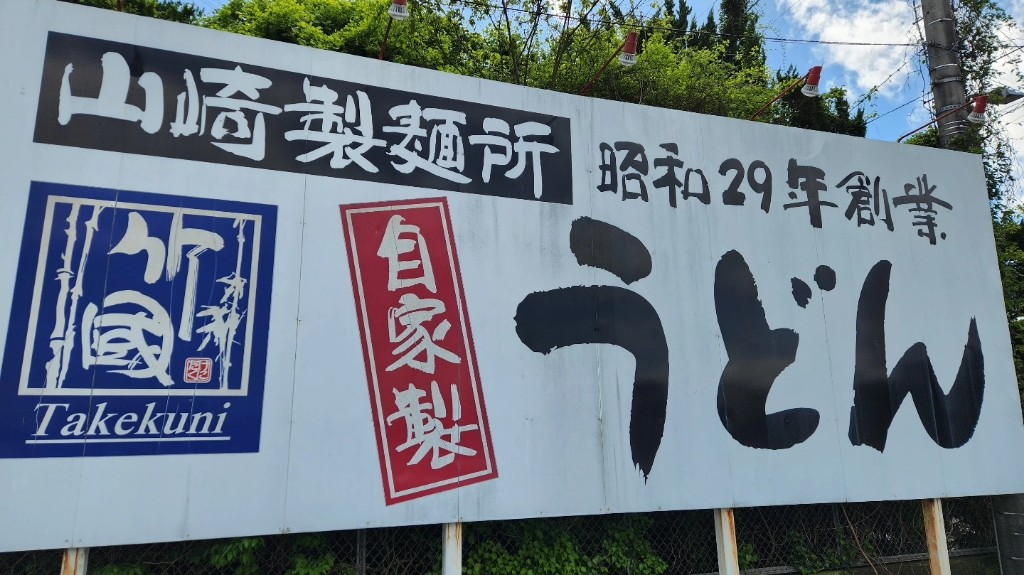 山崎製麺所
昭和29年創業
竹國
Takekuni
自家製
うどん